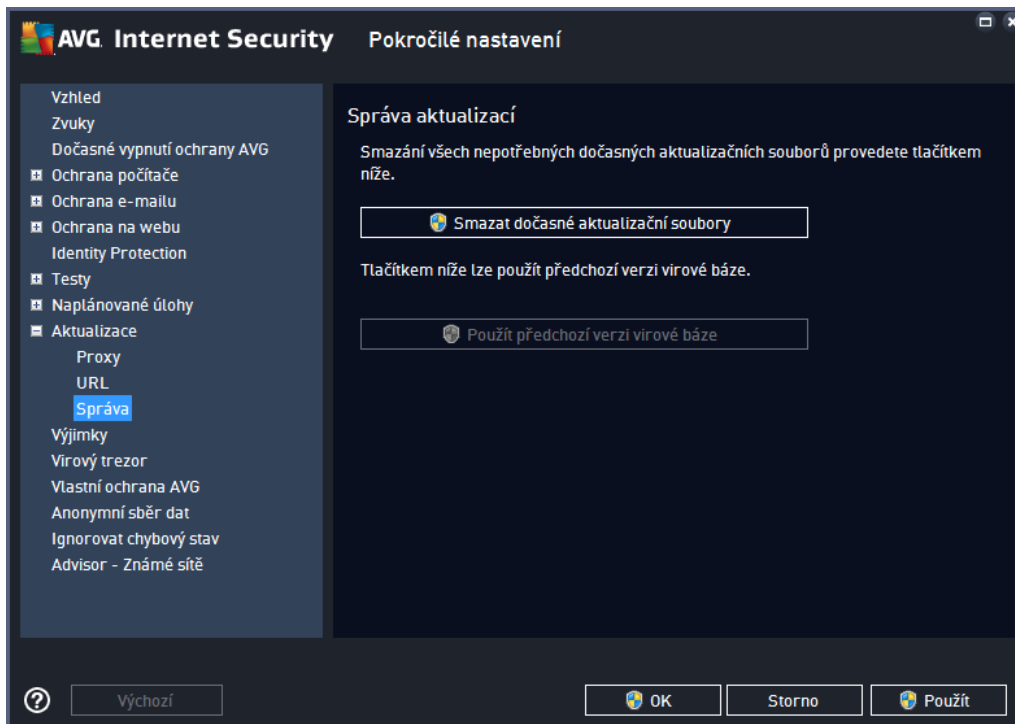 AVG Internet Security Pokročilé nastavení
Vzhled
Zvuky
Dočasné vypnutí ochrany AVG
Ochrana počítače
Ochrana e-mailu
Ochrana na webu
Identity Protection
Testy
Naplánované úlohy
Aktualizace
Proxy
URL
Správa
Výjimky
Virový trezor
Vlastní ochrana AVG
Anonymní sběr dat
Ignorovat chybový stav
Advisor - Známé sítě
Správa aktualizací
Smazání všech nepotřebných dočasných aktualizačních souborů provedete tlačítkem
níže.
Smazat dočasné aktualizační soubory
Tlačítkem níže lze použít předchozí verzi virové báze.
Použít předchozí verzi virové báze
Výchozí
OK
Storno
Použít